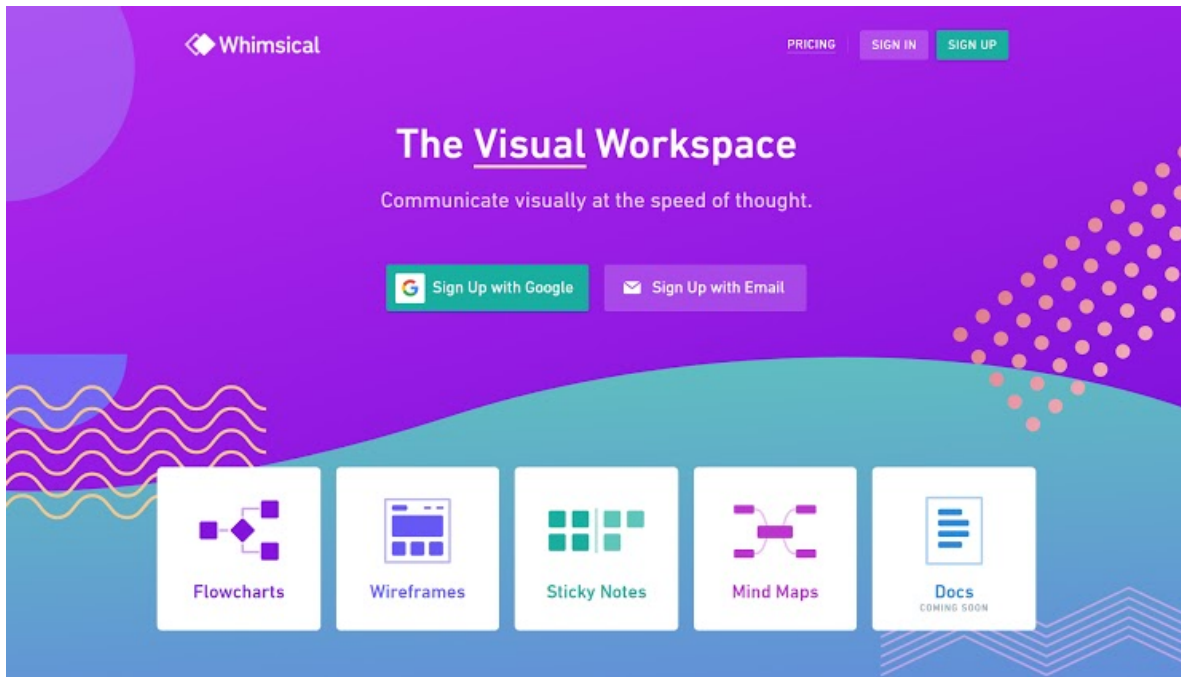 Whimsical
PRICING
SIGN IN
SIGN UP
The Visual Workspace
Communicate visually at the speed of thought.
Sign Up with Google
Sign Up with Email
Flowcharts
Wireframes
Sticky Notes
Mind Maps
Docs
COMING SOON